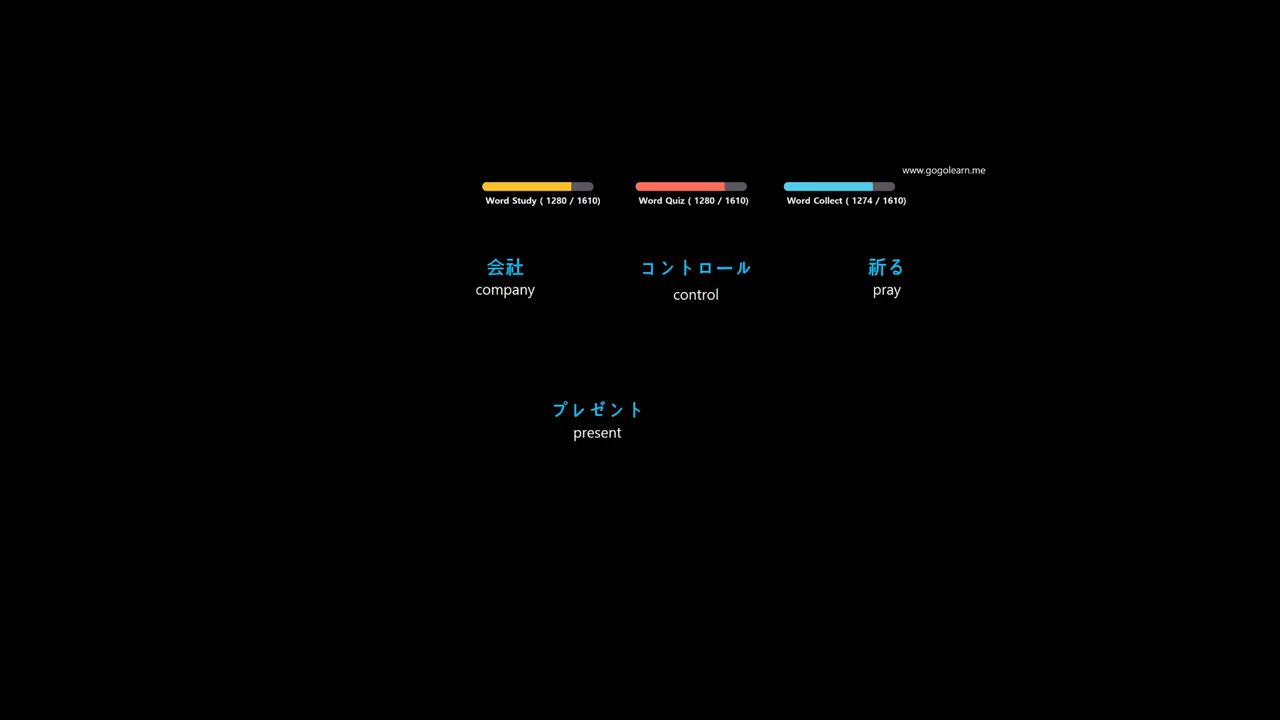 www.gogolearn.me
Word Study ( 1280 / 1610)
Word Quiz ( 1280 / 1610)
Word Collect ( 1274 / 1610)
会社
コントロール
祈る
company
control
pray
プレゼント
present